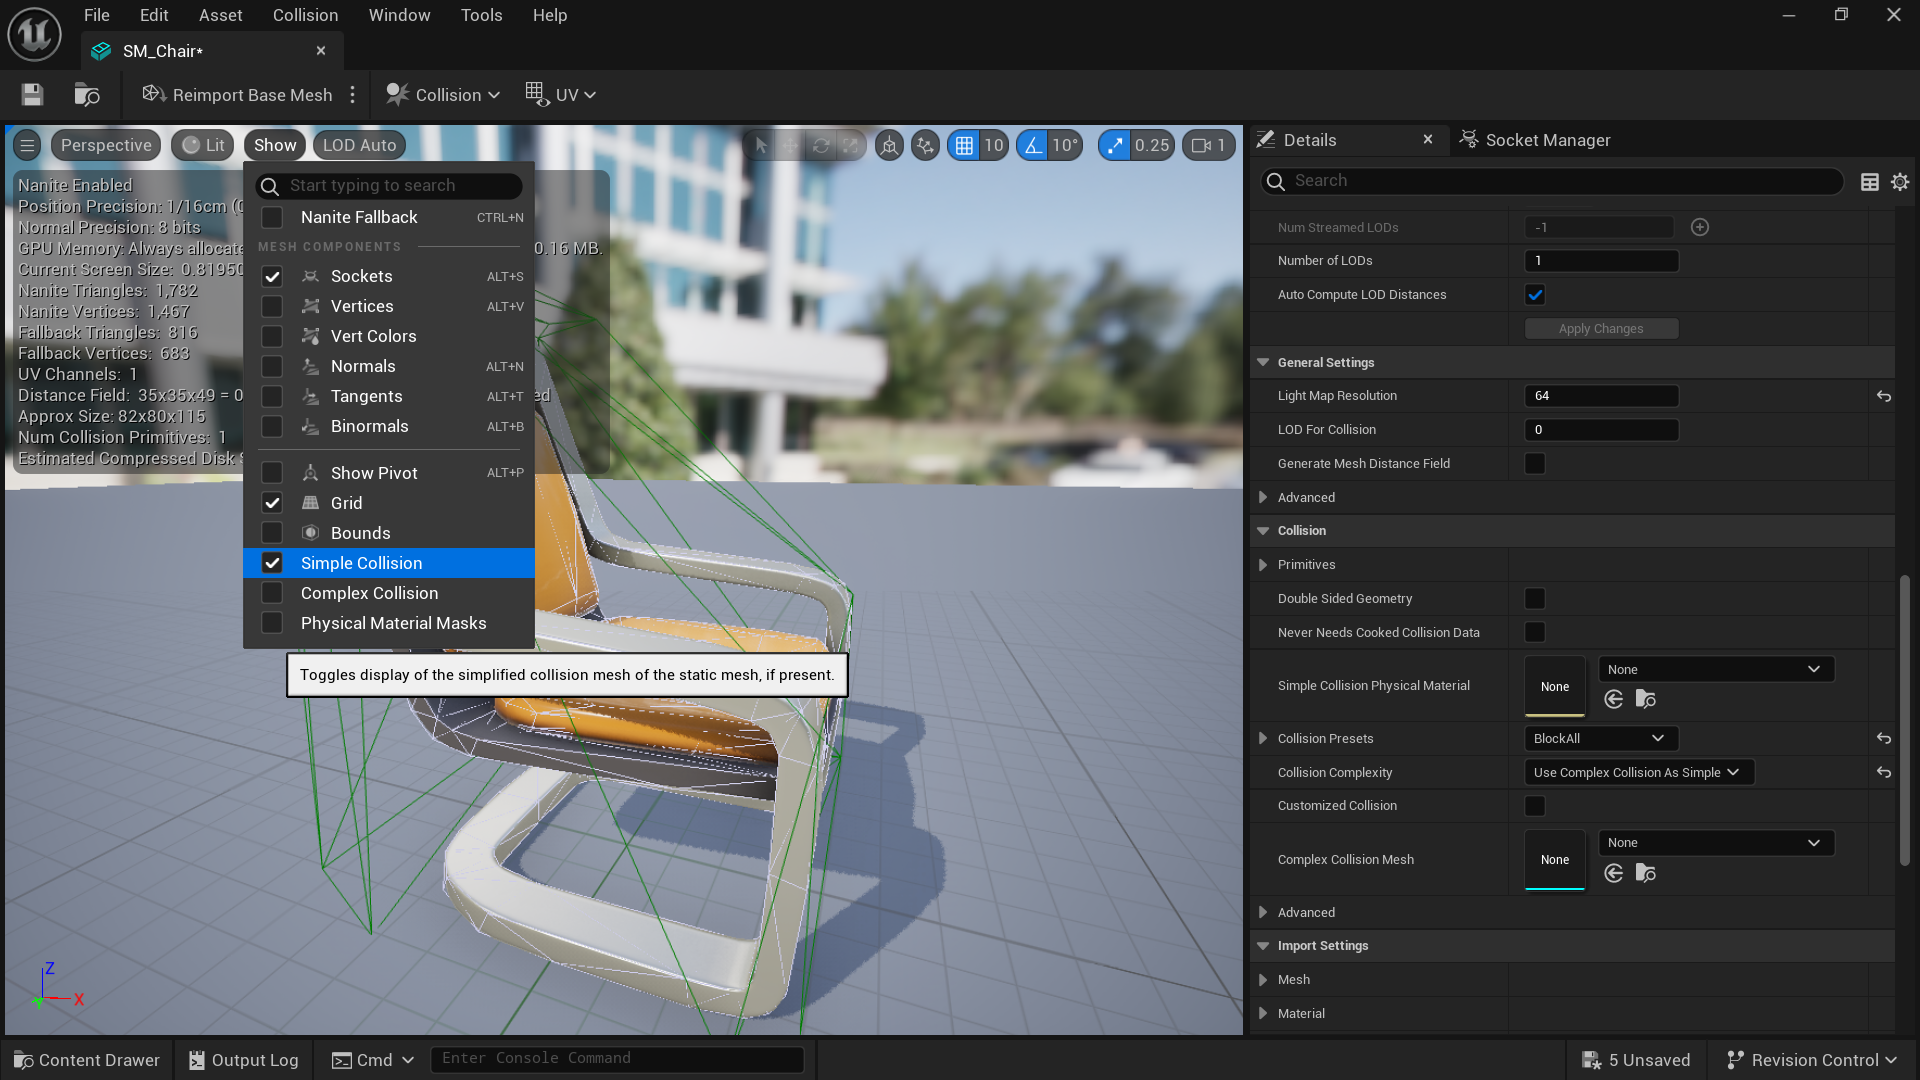 File Edit Asset Collision Window Tools Help
SM_Chair*
Reimport Base Mesh
Collision
UV
Perspective
Lit
Show
LOD Auto
10
10°
0.25
1
Nanite Enabled
Position Precision: 1/16cm
Normal Precision: 8 bits
GPU Memory: Always
0.16 MB.
Current Screen Size: 0.8195
Nanite Triangles: 1,782
Nanite Vertices: 1,467
Fallback Triangles: 816
Fallback Vertices: 683
UV Channels: 1
Distance Field: 35x35x49 = 0
ed
Approx Size: 82x80x115
Num Collision Primitives: 1
Estimated Compressed Disk
Start typing to search
Nanite Fallback CTRL+N
MESH COMPONENTS
Sockets ALT+S
Vertices ALT+V
Vert Colors
Normals ALT+N
Tangents ALT+T
Binormals ALT+B
Show Pivot ALT+P
Grid
Bounds
Simple Collision
Complex Collision
Physical Material Masks
Toggles display of the simplified collision mesh of the static mesh, if present.
Z
X
Y
Details
Socket Manager
Search
Num Streamed LODs -1
Number of LODs 1
Auto Compute LOD Distances
Apply Changes
General Settings
Light Map Resolution 64
LOD For Collision 0
Generate Mesh Distance Field
Advanced
Collision
Primitives
Double Sided Geometry
Never Needs Cooked Collision Data
Simple Collision Physical Material None None
Collision Presets BlockAll
Collision Complexity Use Complex Collision As Simple
Customized Collision
Complex Collision Mesh None None
Advanced
Import Settings
Mesh
Material
Content Drawer
Output Log
Cmd
Enter Console Command
5 Unsaved
Revision Control